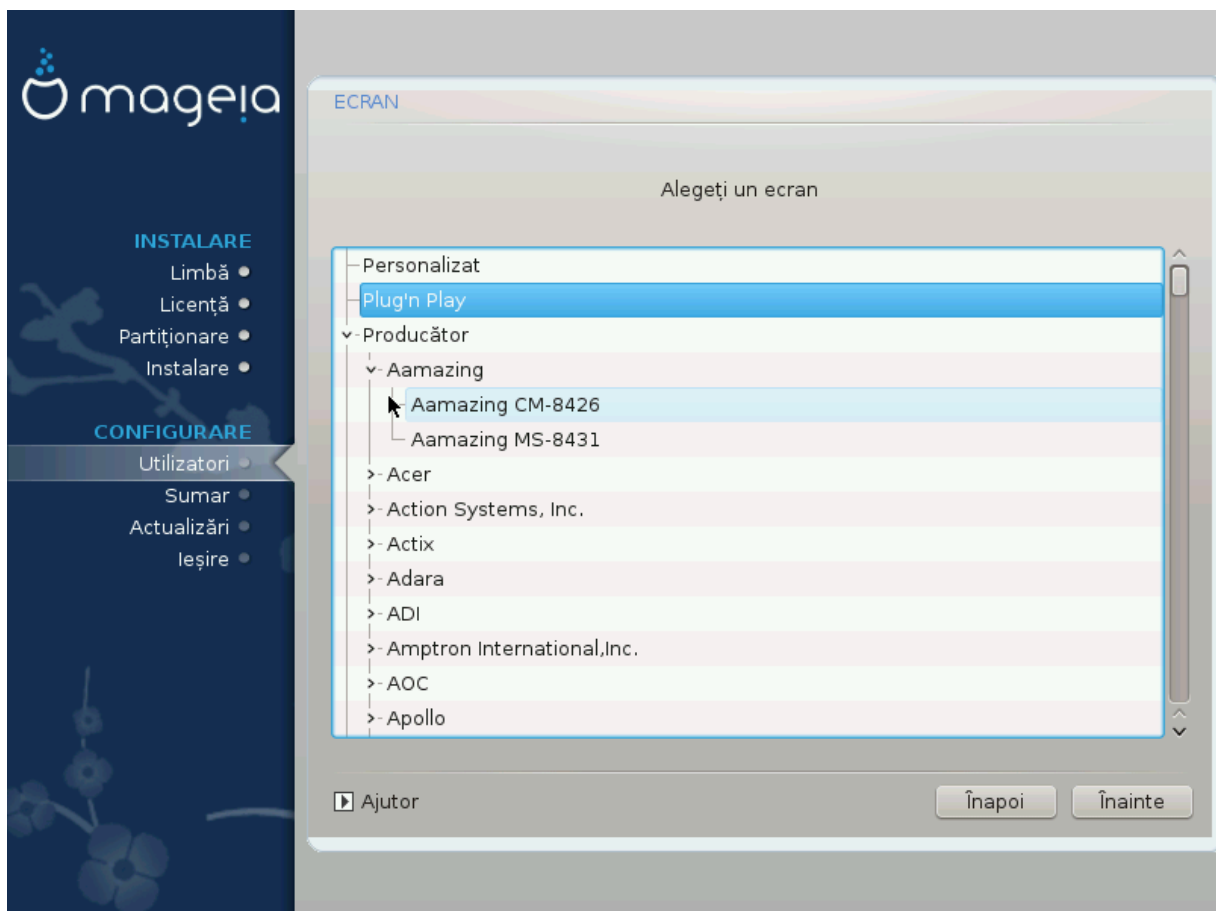 mageia
INSTALARE
Limbă
Licență
Partiționare
Instalare
CONFIGURARE
Utilizatori
Sumar
Actualizări
Ieșire
ECRAN
Alegeți un ecran
Personalizat
Plug'n Play
Producător
Aamazing
Aamazing CM-8426
Aamazing MS-8431
Acer
Action Systems, Inc.
Actix
Adara
ADI
Amptron International,Inc.
AOC
Apollo
Ajutor
Înapoi
Înainte